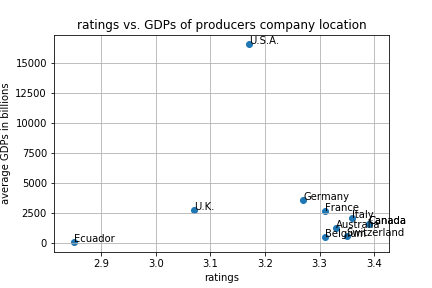 ratings vs. GDPs of producers company location
average GDPs in billions
15000
12500
10000
7500
5000
2500
0
U.S.A.
Germany
U.K.
France
Italy
Canada
Australia
Belgium
Switzerland
Ecuador
2.9
3.0
3.1
3.2
3.3
3.4
ratings